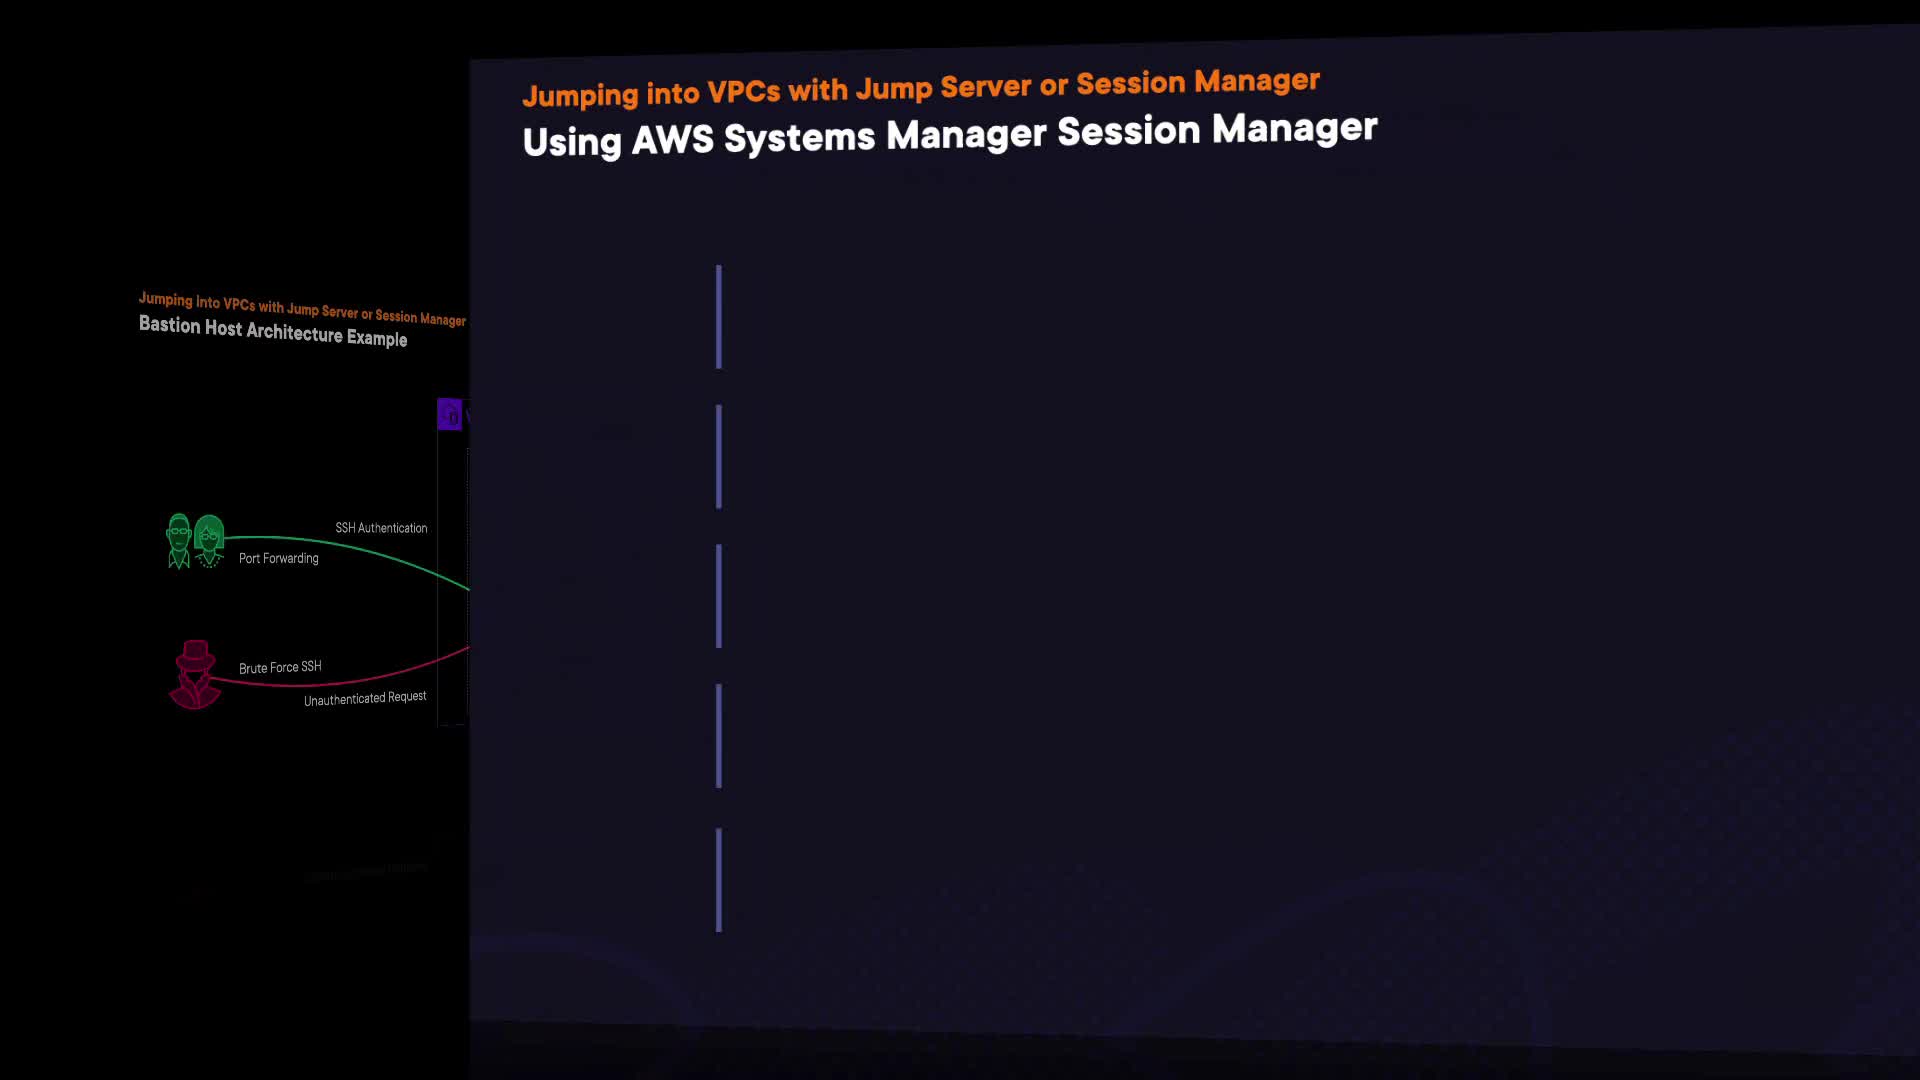 Jumping into VPCs with Jump Server or Session Manager
Using AWS Systems Manager Session Manager
Jumping into VPCs with Jump Server or Session Manager
Bastion Host Architecture Example
SSH Authentication
Port Forwarding
Brute Force SSH
Unauthenticated Request